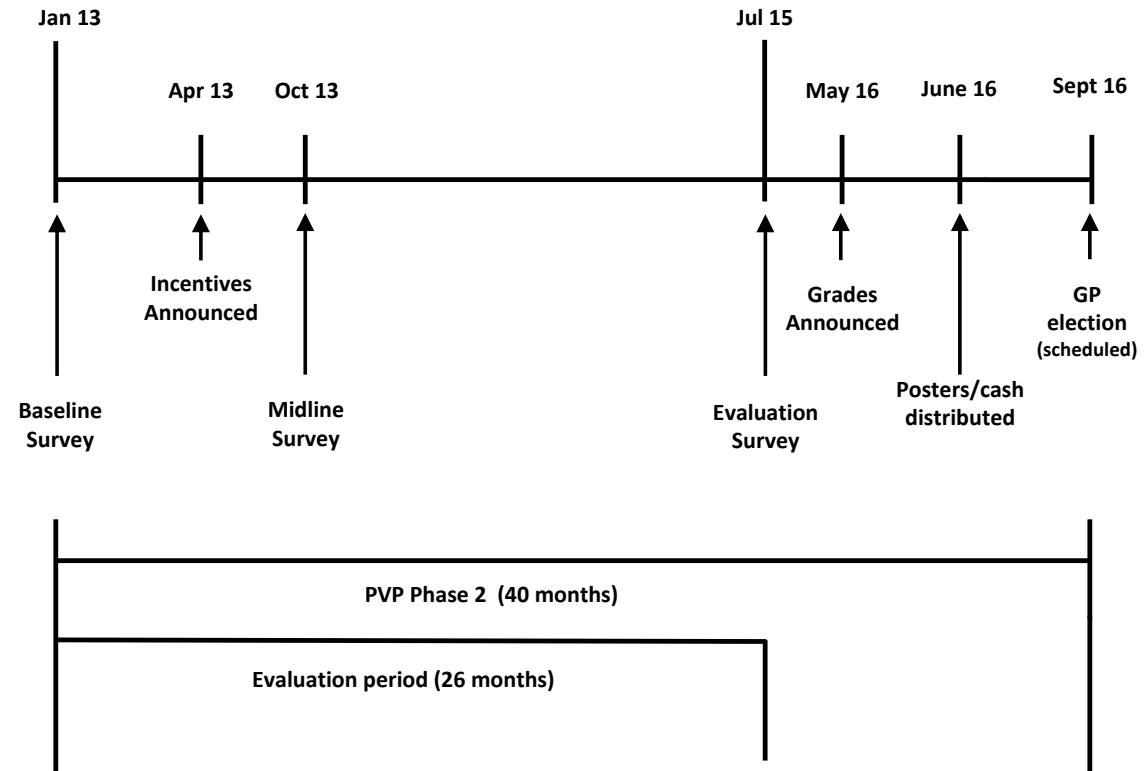 Jan 13
Jul 15
Apr 13
Oct 13
May 16
June 16
Sept 16
Incentives
Announced
Grades
Announced
GP
election
(scheduled)
Posters/cash
distributed
Baseline
Survey
Midline
Survey
Evaluation
Survey
PVP Phase 2  (40 months)
Evaluation period (26 months)